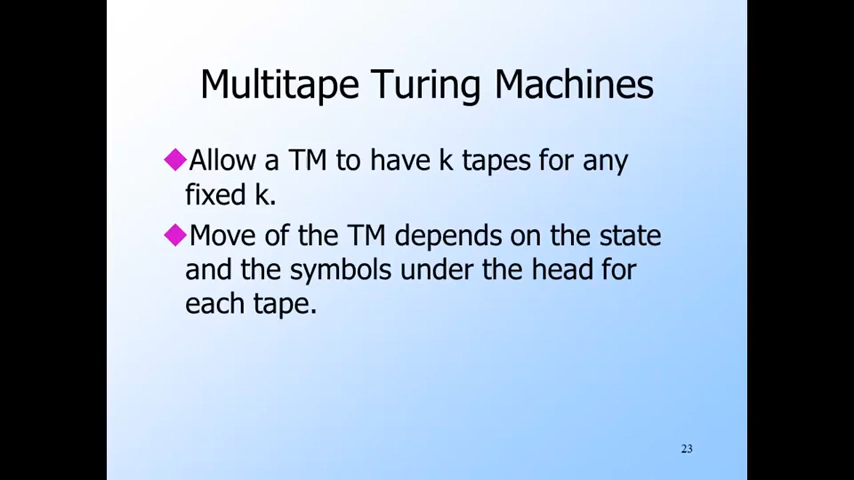 Multitape Turing Machines
Allow a TM to have k tapes for any
fixed k.
Move of the TM depends on the state
and the symbols under the head for
each tape.
23